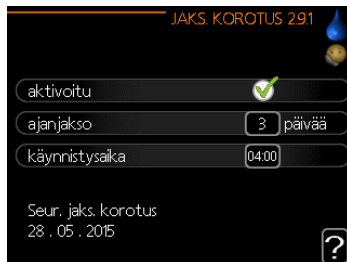 JAKS. KOROTUS 2.9.1
aktivoitu
ajanjakso 3 päivää
käynnistysaika 04:00
Seur. jaks. korotus
28 . 05 . 2015
?